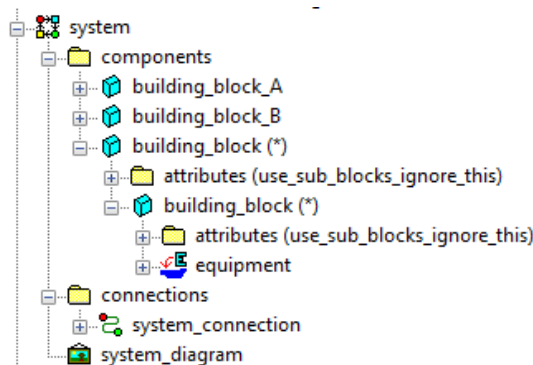 system
components
building_block_A
building_block_B
building_block (*)
attributes (use_sub_blocks_ignore_this)
building_block (*)
attributes (use_sub_blocks_ignore_this)
equipment
connections
system_connection
system_diagram